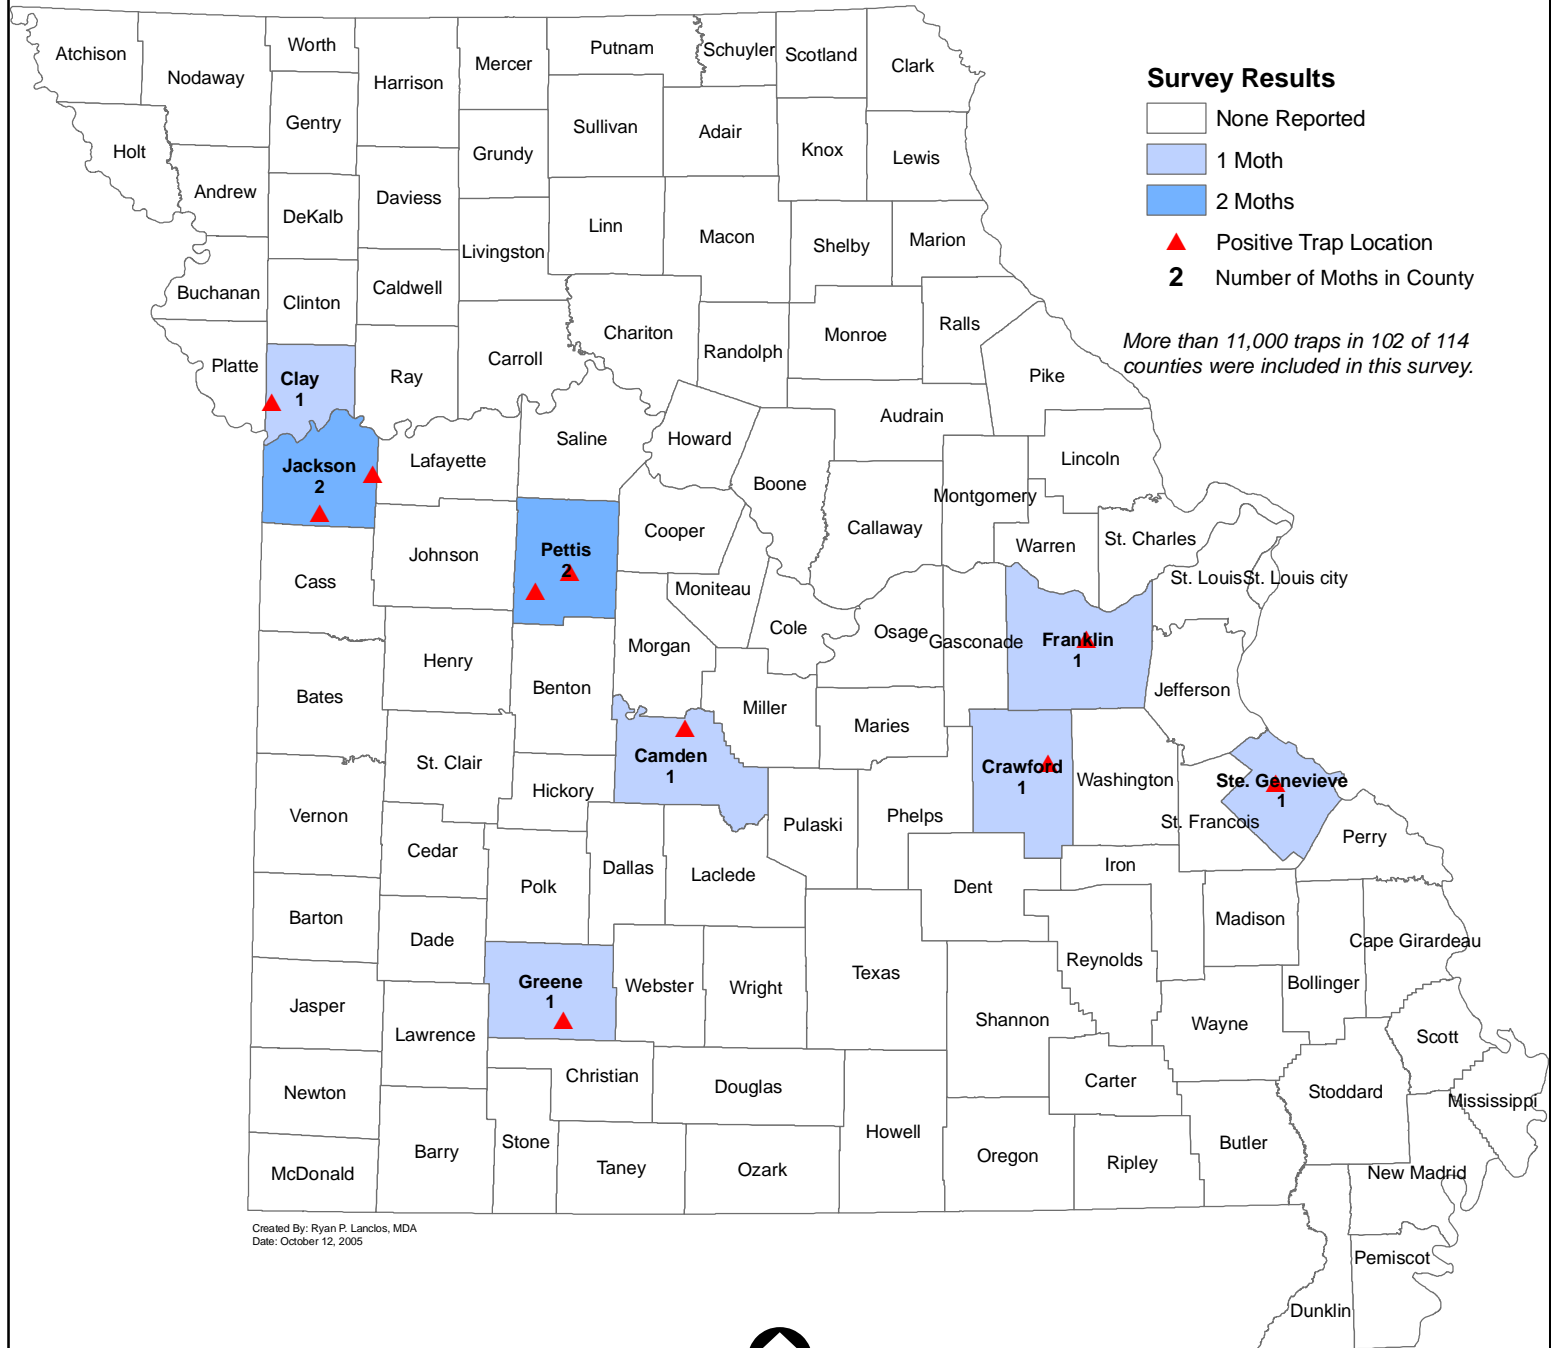 Atchison
Nodaway
Worth
Harrison
Mercer
Putnam
Schuyler
Scotland
Clark
Survey Results
None Reported
1 Moth
2 Moths
Positive Trap Location
2 Number of Moths in County
More than 11,000 traps in 102 of 114
counties were included in this survey.
Holt
Gentry
Grundy
Sullivan
Adair
Knox
Lewis
Andrew
DeKalb
Daviess
Livingston
Linn
Macon
Shelby
Marion
Buchanan
Clinton
Caldwell
Chariton
Randolph
Monroe
Ralls
Pike
Platte
Clay
1
Ray
Carroll
Audrain
Jackson
2
Lafayette
Saline
Howard
Boone
Callaway
Montgomery
Lincoln
Cass
Johnson
Pettis
2
Cooper
Moniteau
Warren
St. Charles
St. Louis
St. Louis city
Cole
Osage
Gasconade
Franklin
1
Jefferson
Bates
Henry
Benton
Morgan
Miller
Maries
Camden
1
Crawford
1
Washington
Ste. Genevieve
1
St. Clair
Hickory
Vernon
Cedar
Polk
Dallas
Laclede
Pulaski
Phelps
St. Francois
Perry
Iron
Dent
Barton
Dade
Madison
Cape Girardeau
Greene
1
Webster
Wright
Texas
Reynolds
Bollinger
Jasper
Lawrence
Shannon
Wayne
Scott
Newton
Christian
Douglas
Carter
Stoddard
Mississippi
McDonald
Barry
Stone
Taney
Ozark
Howell
Oregon
Ripley
Butler
New Madrid
Pemiscot
Dunklin
Created By: Ryan P. Lanclos, MDA
Date: October 12, 2005